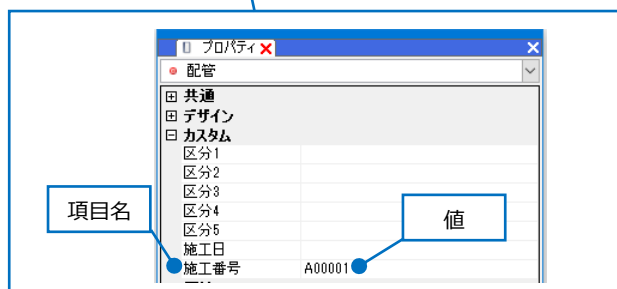 プロパティ
配管
共通
デザイン
カスタム
区分1
区分2
区分3
区分4
区分5
施工日
施工番号 A00001
項目名
値